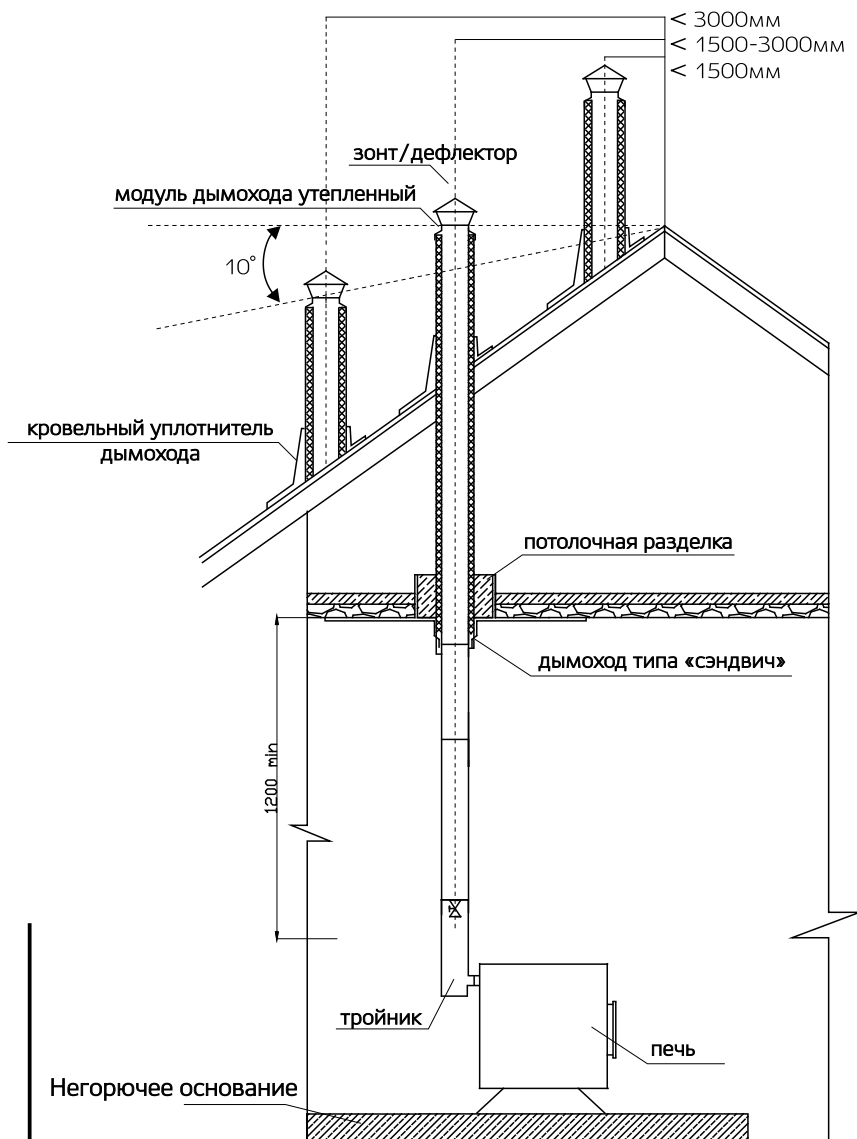 < 3000мм
< 1500-3000мм
< 1500мм
зонт/дефлектор
модуль дымохода утепленный
10°
кровельный уплотнитель
дымохода
потолочная разделка
дымоход типа «сэндвич»
1200 min
тройник
печь
Негорючее основание